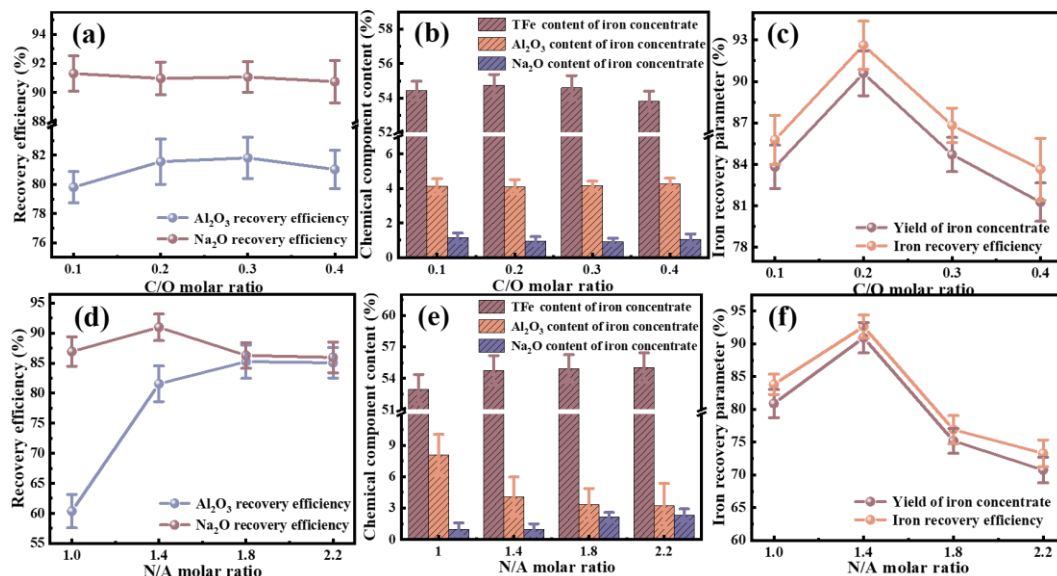 (a)
Recovery efficiency (%)
94
93
92
91
90
88
84
82
80
78
76
Al₂O₃ recovery efficiency
Na₂O recovery efficiency
0.1 0.2 0.3 0.4
C/O molar ratio
(b)
Chemical component content (%)
58
56
54
52
6
4
2
0
TFe content of iron concentrate
Al₂O₃ content of iron concentrate
Na₂O content of iron concentrate
0.1 0.2 0.3 0.4
C/O molar ratio
(c)
Iron recovery parameter (%)
93
90
87
84
81
78
Yield of iron concentrate
Iron recovery efficiency
0.1 0.2 0.3 0.4
C/O molar ratio
(d)
Recovery efficiency (%)
95
90
85
80
75
70
65
60
55
Al₂O₃ recovery efficiency
Na₂O recovery efficiency
1.0 1.4 1.8 2.2
N/A molar ratio
(e)
Chemical component content (%)
60
57
54
51
9
6
3
0
TFe content of iron concentrate
Al₂O₃ content of iron concentrate
Na₂O content of iron concentrate
1 1.4 1.8 2.2
N/A molar ratio
(f)
Iron recovery parameter (%)
95
90
85
80
75
70
65
60
Yield of iron concentrate
Iron recovery efficiency
1.0 1.4 1.8 2.2
N/A molar ratio